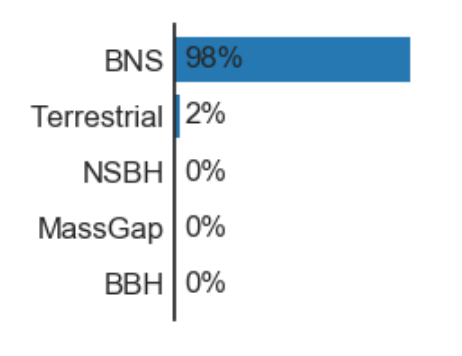 BNS 98%
Terrestrial 2%
NSBH 0%
MassGap 0%
BBH 0%